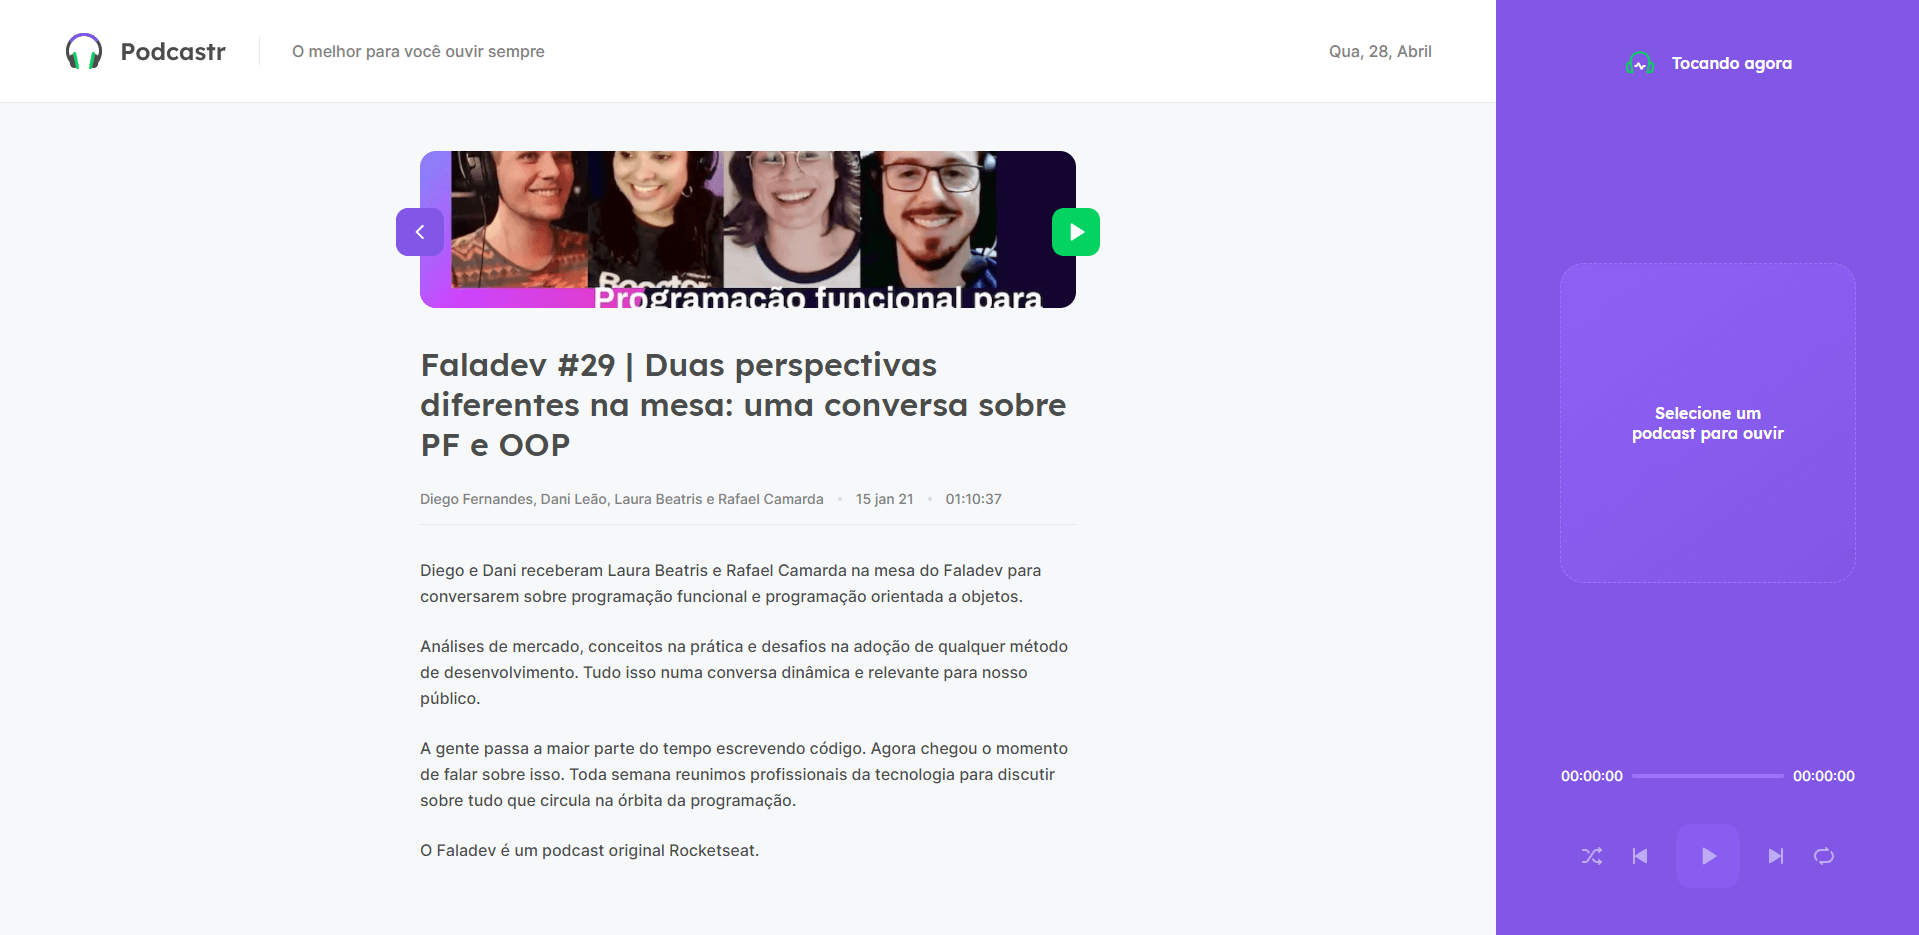 Podcastr
O melhor para você ouvir sempre
Qua, 28, Abril
Tocando agora
Programação funcional para
Faladev #29 | Duas perspectivas
diferentes na mesa: uma conversa sobre
PF e OOP
Diego Fernandes, Dani Leão, Laura Beatris e Rafael Camarda • 15 jan 21 • 01:10:37
Diego e Dani receberam Laura Beatris e Rafael Camarda na mesa do Faladev para
conversarem sobre programação funcional e programação orientada a objetos.
Análises de mercado, conceitos na prática e desafios na adoção de qualquer método
de desenvolvimento. Tudo isso numa conversa dinâmica e relevante para nosso
público.
A gente passa a maior parte do tempo escrevendo código. Agora chegou o momento
de falar sobre isso. Toda semana reunimos profissionais da tecnologia para discutir
sobre tudo que circula na órbita da programação.
O Faladev é um podcast original Rocketseat.
Selecione um
podcast para ouvir
00:00:00
00:00:00